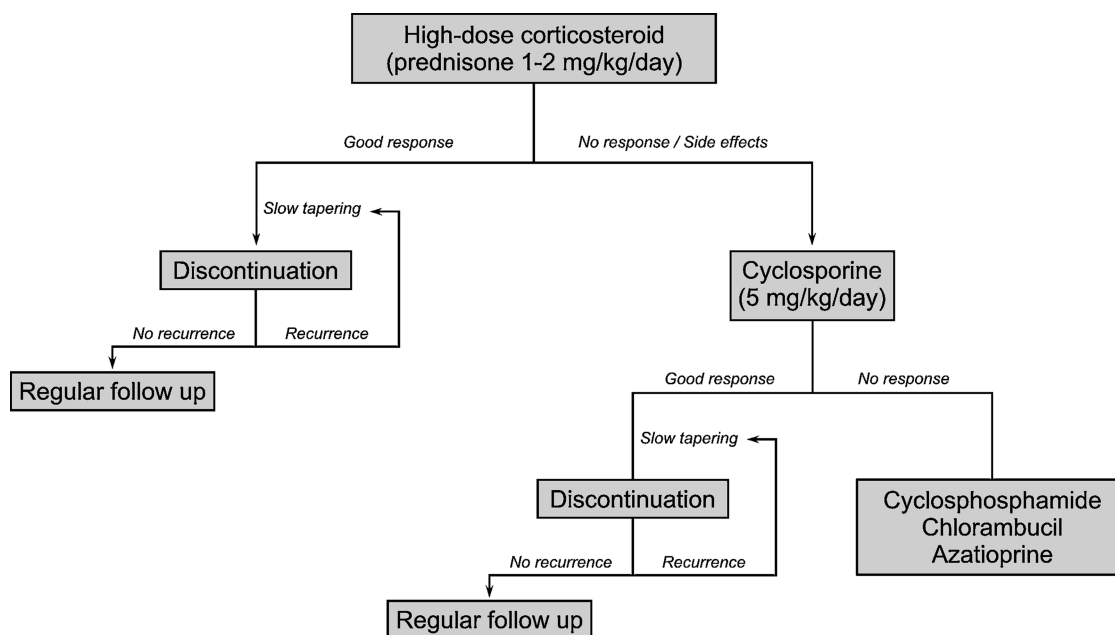 High-dose corticosteroid
(prednisone 1-2 mg/kg/day)
Good response
No response / Side effects
Slow tapering
Discontinuation
Cyclosporine
(5 mg/kg/day)
No recurrence
Recurrence
Regular follow up
Good response
No response
Slow tapering
Discontinuation
Cyclosphosphamide
Chlorambucil
Azatioprine
No recurrence
Recurrence
Regular follow up